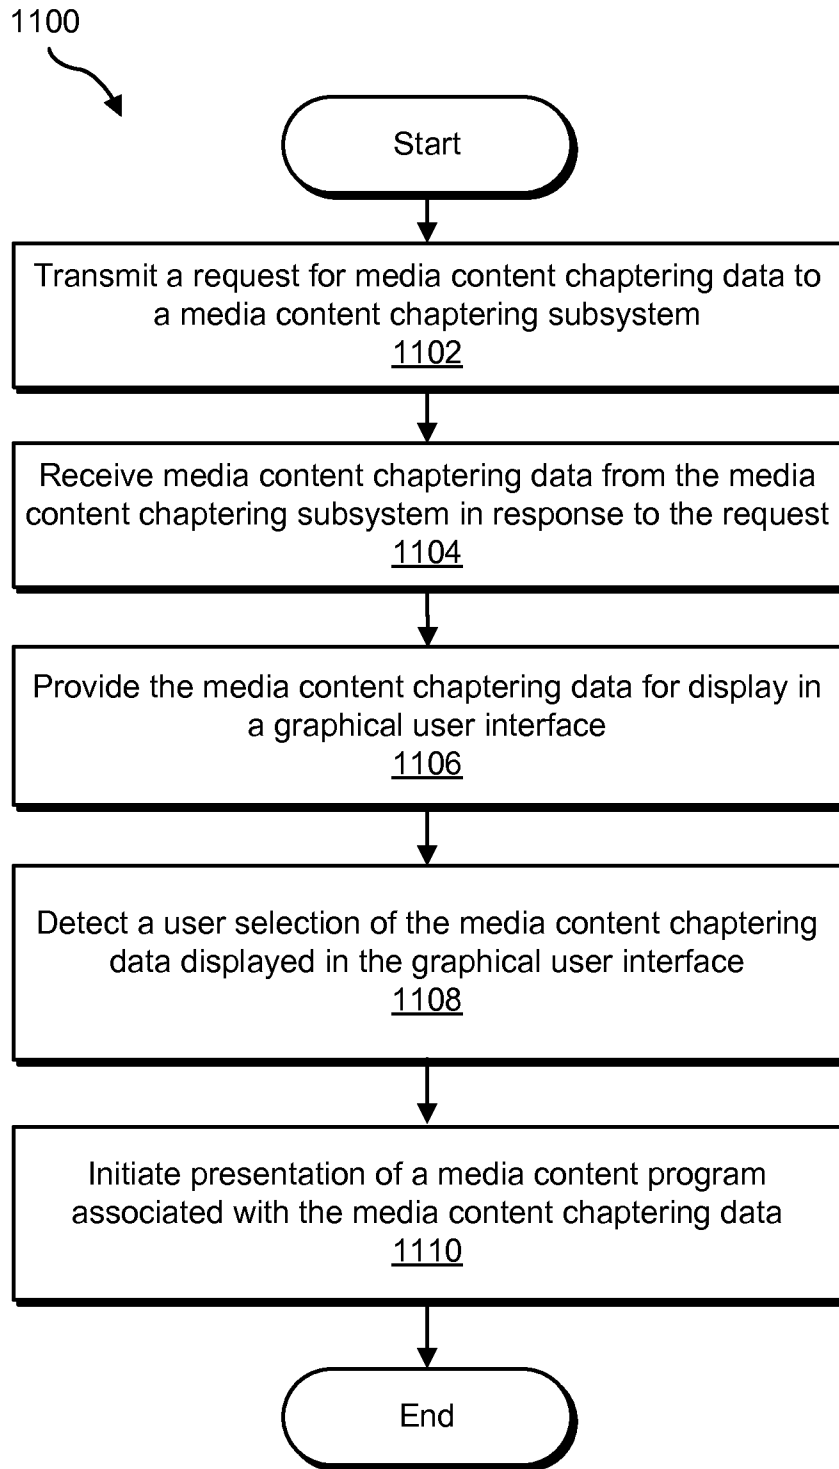 1100
Start
Transmit a request for media content chaptering data to
a media content chaptering subsystem
1102
Receive media content chaptering data from the media
content chaptering subsystem in response to the request
1104
Provide the media content chaptering data for display in
a graphical user interface
1106
Detect a user selection of the media content chaptering
data displayed in the graphical user interface
1108
Initiate presentation of a media content program
associated with the media content chaptering data
1110
End